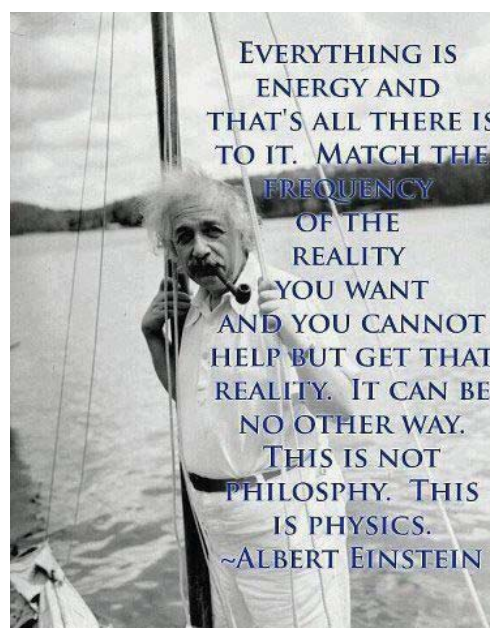 EVERYTHING IS
ENERGY AND
THAT'S ALL THERE IS
TO IT. MATCH THE
FREQUENCY
OF THE
REALITY
YOU WANT
AND YOU CANNOT
HELP BUT GET THAT
REALITY. IT CAN BE
NO OTHER WAY.
THIS IS NOT
PHILOSPHY. THIS
IS PHYSICS.
~ALBERT EINSTEIN